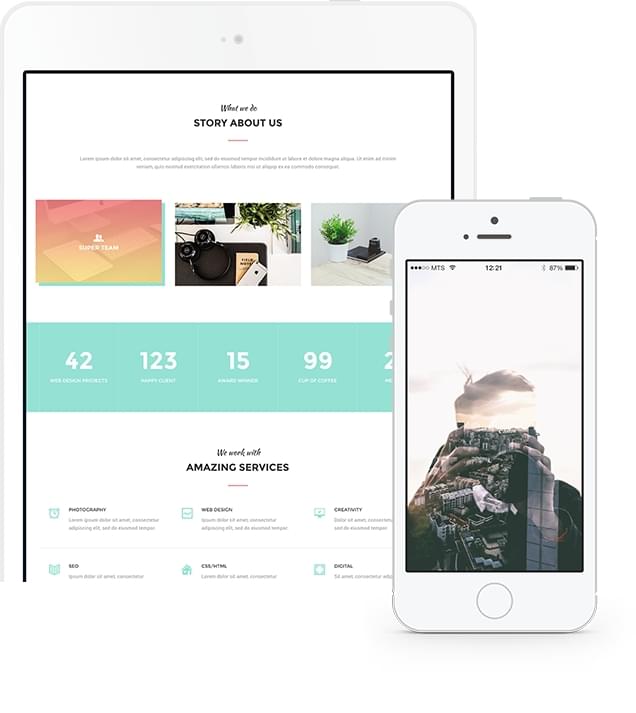 What we do
STORY ABOUT US
Lorem ipsum dolor sit amet, consectetur adipiscing elit, sed do eiusmod tempor incididunt ut labore et dolore magna aliqua. Ut enim ad minim
veniam, quis nostrud exercitation ullamco laboris nisi ut aliquip ex ea commodo consequat.
SUPER TEAM
FIELD NOTES
42 123 15 99 2
WEB DESIGN PROJECTS HAPPY CLIENT AWARD WINNER CUP OF COFFEE ME
MTS 12:21 87%
We work with
AMAZING SERVICES
PHOTOGRAPHY WEB DESIGN CREATIVITY
Lorem ipsum dolor sit amet, consectetur Ipsum dolor sit amet, consectetur Dolor sit amet, consectetur
adipiscing elit, sed do eiusmod tempor. adipiscing elit, sed do eiusmod tempor. adipiscing elit, sed do
SEO CSS/HTML DIGITAL
Ipsum dolor sit amet, consectetur Lorem ipsum dolor sit amet, consectetur Sit amet, consectetur adipiscing